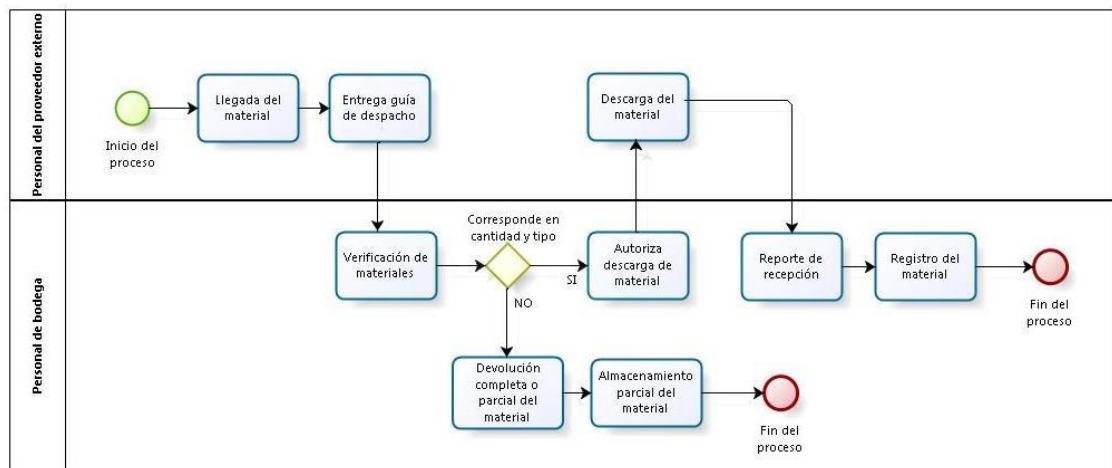 Personal del proveedor externo
Inicio del
proceso
Llegada del
material
Entrega guía
de despacho
Descarga del
material
Personal de bodega
Verificación de
materiales
Corresponde en
cantidad y tipo
SI
NO
Autoriza
descarga de
material
Reporte de
recepción
Registro del
material
Fin del
proceso
Devolución
completa o
parcial del
material
Almacenamiento
parcial del
material
Fin del
proceso